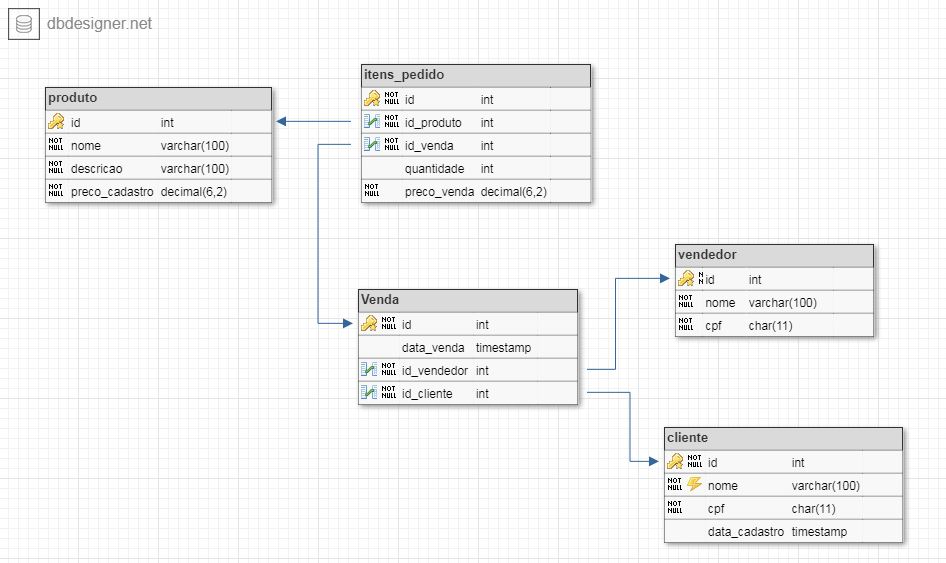 dbdesigner.net
produto
id int
NOT NULL nome varchar(100)
NOT NULL descricao varchar(100)
NOT NULL preco_cadastro decimal(6,2)
itens_pedido
NOT NULL id int
NOT NULL id_produto int
NOT NULL id_venda int
quantidade int
NOT NULL preco_venda decimal(6,2)
Venda
NOT NULL id int
data_venda timestamp
NOT NULL id_vendedor int
NOT NULL id_cliente int
vendedor
N N id int
NOT NULL nome varchar(100)
NOT NULL cpf char(11)
cliente
NOT NULL id int
NOT NULL nome varchar(100)
NOT NULL cpf char(11)
data_cadastro timestamp